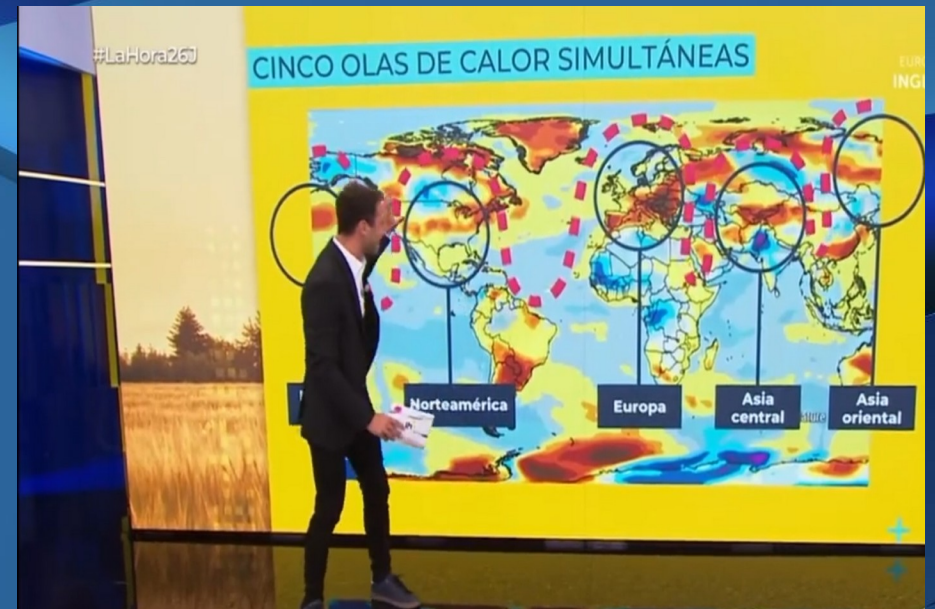 #LaHora26J
CINCO OLAS DE CALOR SIMULTÁNEAS
Norteamérica
Europa
Asia
central
Asia
oriental